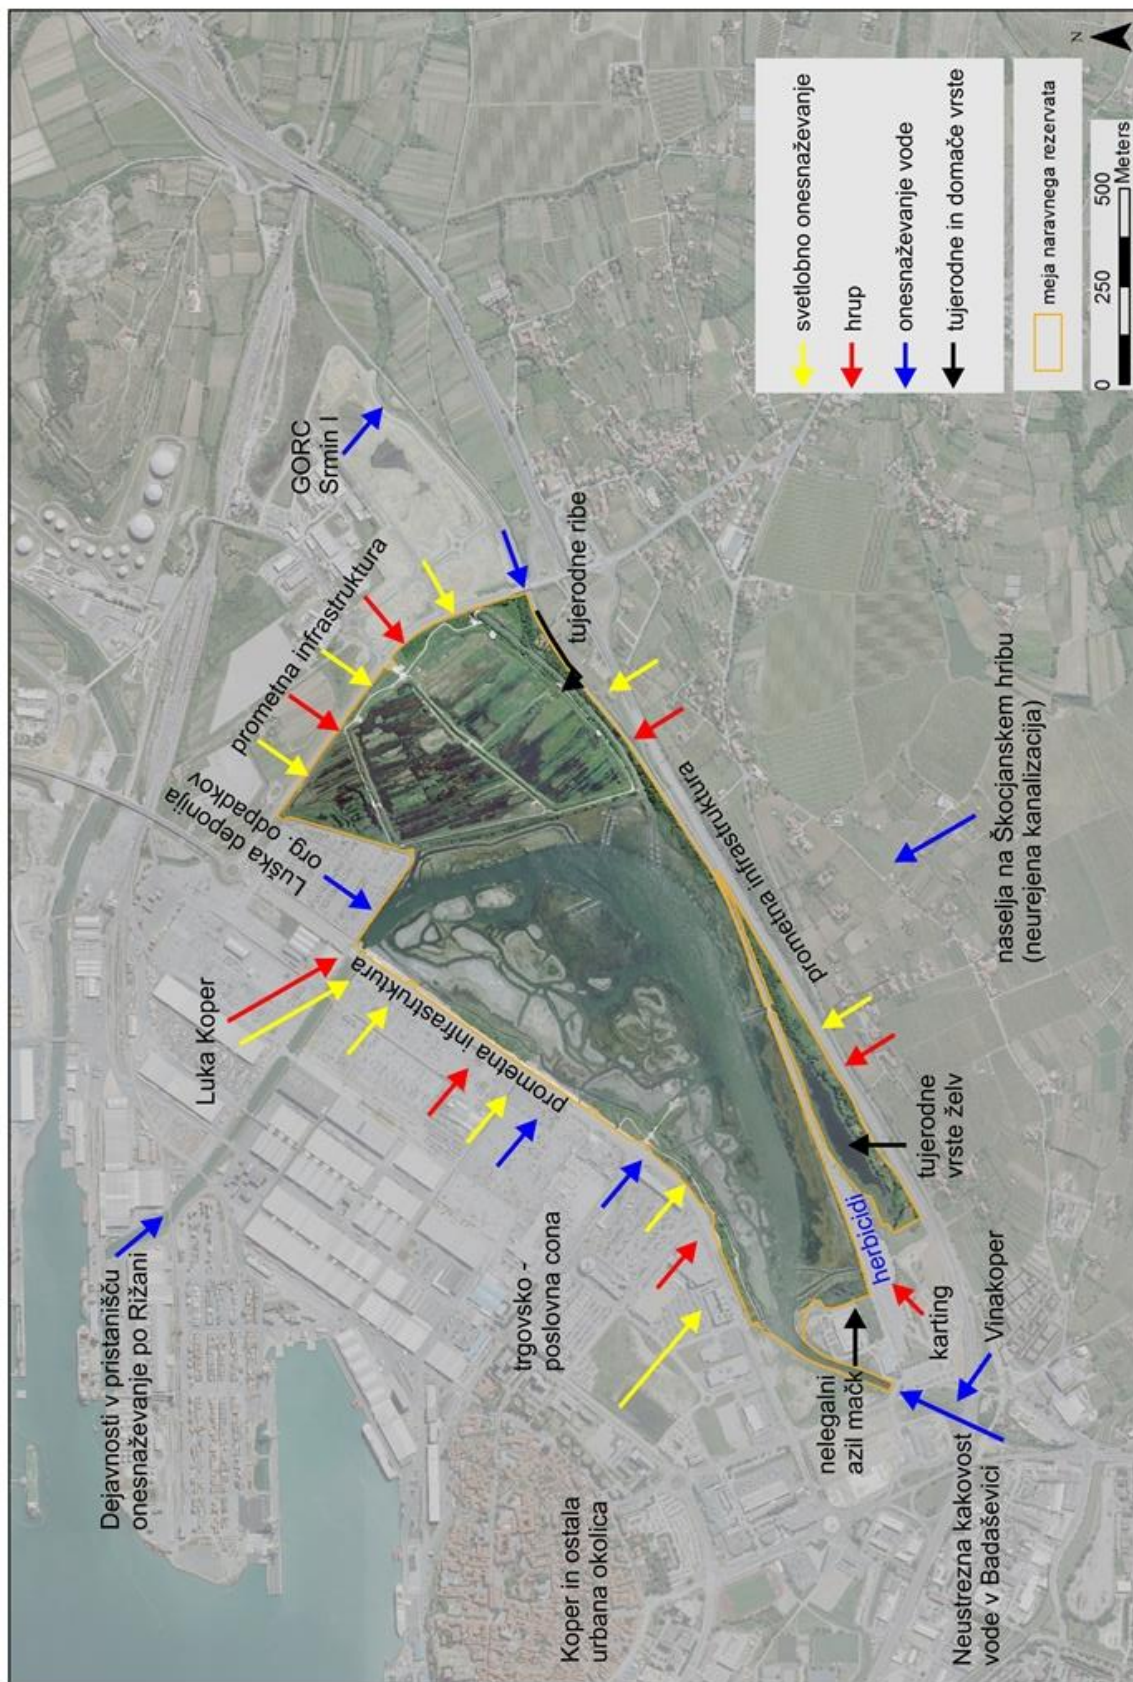 Dejavnosti v pristanišču
onesnaževanje po Rižani
Luka Koper
Luška deponija
org. odpadkov
prometna infrastruktura
GORC
Srmin I
prometna infrastruktura
trgovsko -
poslovna cona
Koper in ostala
urbana okolica
tujerodne ribe
prometna infrastruktura
nelegalni
azil mačk
herbicidi
tujerodne
vrste želv
karting
Vinakoper
Neustrezna kakovost
vode v Badaševici
naselja na Škocjanskem hribu
(neurejena kanalizacija)
svetlobno onesnaževanje
hrup
onesnaževanje vode
tujerodne in domače vrste
meja naravnega rezervata
0 250 500
Meters
N